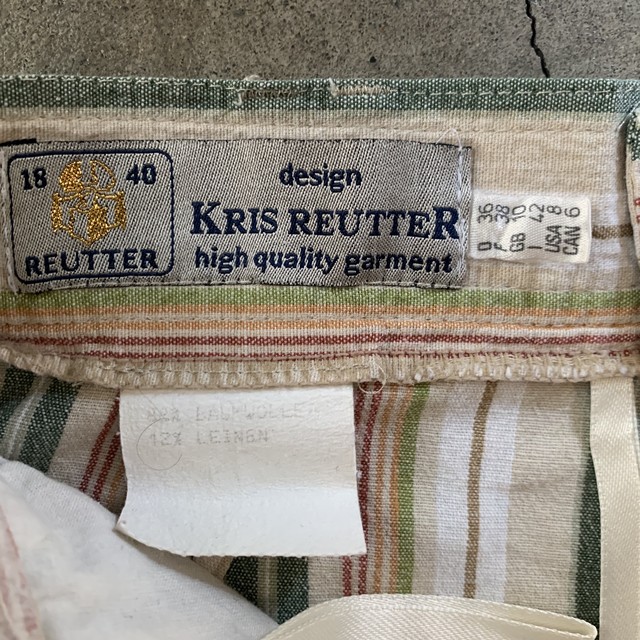 18 40
REUTTER
design
KRIS REUTTER
high quality garment
D 36
F 38
GB 10
I 42
USA 8
CAN 6
12% LEINEN